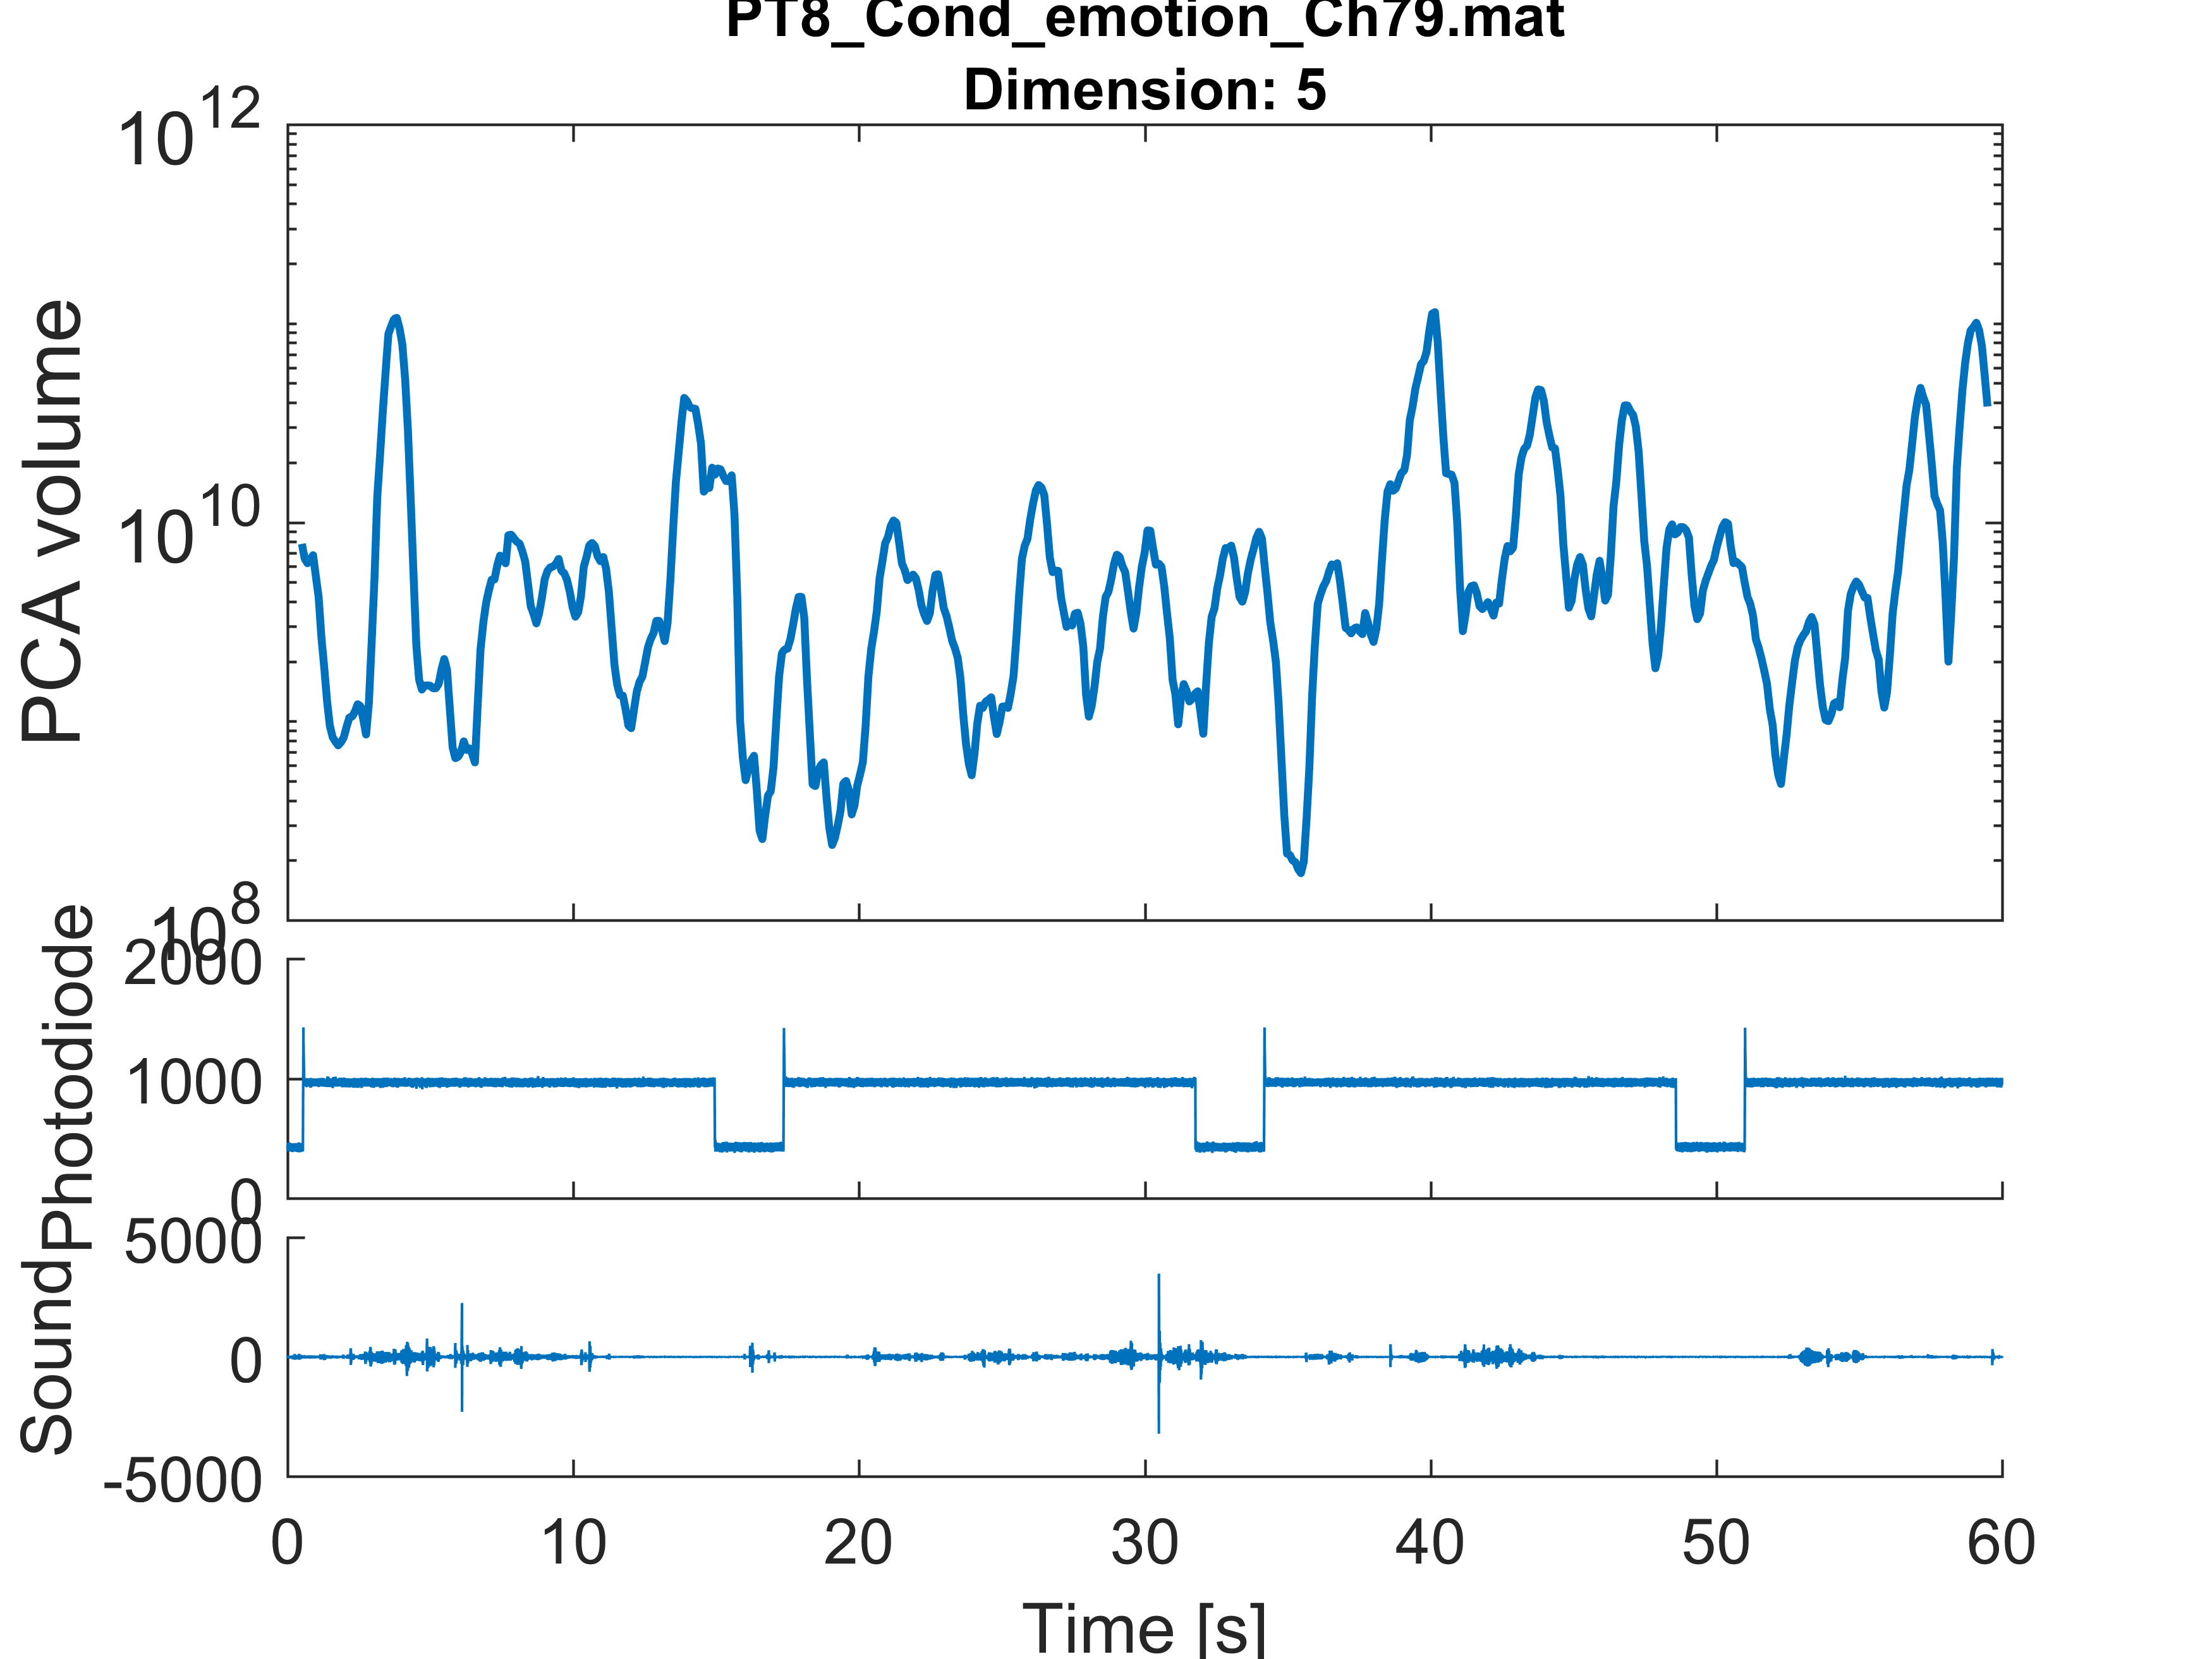 PT8_Cond_emotion_Ch79.mat
Dimension: 5
10^12
10^10
10^8
PCA volume
2000
1000
0
Photodiode
5000
0
-5000
Sound
0 10 20 30 40 50 60
Time [s]